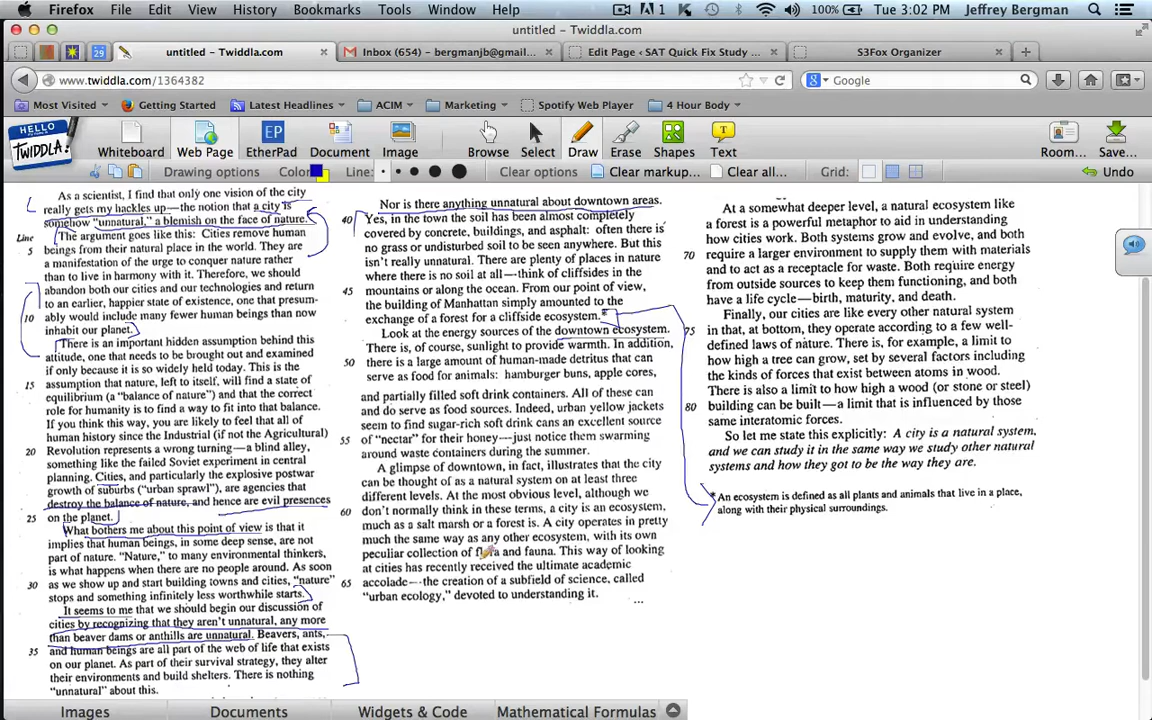 Firefox File Edit View History Bookmarks Tools Window Help 1 100% Tue 3:02 PM Jeffrey Bergman
untitled – Twiddla.com
untitled – Twiddla.com Inbox (654) – bergmanjb@gmail... Edit Page ‹ SAT Quick Fix Study ... S3Fox Organizer
www.twiddla.com/1364382 Google
Most Visited Getting Started Latest Headlines ACIM Marketing Spotify Web Player 4 Hour Body
HELLO TWIDDLA! Whiteboard Web Page EtherPad Document Image Browse Select Draw Erase Shapes Text Room... Save...
Drawing options Color: Line: Clear options Clear markup... Clear all... Grid: Undo
As a scientist, I find that only one vision of the city
really gets my hackles up—the notion that a city is
somehow "unnatural," a blemish on the face of nature.
Line The argument goes like this: Cities remove human
5 beings from their natural place in the world. They are
a manifestation of the urge to conquer nature rather
than to live in harmony with it. Therefore, we should
abandon both our cities and our technologies and return
to an earlier, happier state of existence, one that presum-
10 ably would include many fewer human beings than now
inhabit our planet.
There is an important hidden assumption behind this
attitude, one that needs to be brought out and examined
if only because it is so widely held today. This is the
15 assumption that nature, left to itself, will find a state of
equilibrium (a "balance of nature") and that the correct
role for humanity is to find a way to fit into that balance.
If you think this way, you are likely to feel that all of
human history since the Industrial (if not the Agricultural)
20 Revolution represents a wrong turning—a blind alley,
something like the failed Soviet experiment in central
planning. Cities, and particularly the explosive postwar
growth of suburbs ("urban sprawl"), are agencies that
destroy the balance of nature, and hence are evil presences
25 on the planet.
What bothers me about this point of view is that it
implies that human beings, in some deep sense, are not
part of nature. "Nature," to many environmental thinkers,
is what happens when there are no people around. As soon
30 as we show up and start building towns and cities, "nature"
stops and something infinitely less worthwhile starts.
It seems to me that we should begin our discussion of
cities by recognizing that they aren't unnatural, any more
than beaver dams or anthills are unnatural. Beavers, ants,
35 and human beings are all part of the web of life that exists
on our planet. As part of their survival strategy, they alter
their environments and build shelters. There is nothing
"unnatural" about this.
Nor is there anything unnatural about downtown areas.
40 Yes, in the town the soil has been almost completely
covered by concrete, buildings, and asphalt: often there is
no grass or undisturbed soil to be seen anywhere. But this
isn't really unnatural. There are plenty of places in nature
where there is no soil at all—think of cliffsides in the
45 mountains or along the ocean. From our point of view,
the building of Manhattan simply amounted to the
exchange of a forest for a cliffside ecosystem.*
Look at the energy sources of the downtown ecosystem.
There is, of course, sunlight to provide warmth. In addition,
50 there is a large amount of human-made detritus that can
serve as food for animals: hamburger buns, apple cores,
and partially filled soft drink containers. All of these can
and do serve as food sources. Indeed, urban yellow jackets
seem to find sugar-rich soft drink cans an excellent source
55 of "nectar" for their honey—just notice them swarming
around waste containers during the summer.
A glimpse of downtown, in fact, illustrates that the city
can be thought of as a natural system on at least three
different levels. At the most obvious level, although we
60 don't normally think in these terms, a city is an ecosystem,
much as a salt marsh or a forest is. A city operates in pretty
much the same way as any other ecosystem, with its own
peculiar collection of flora and fauna. This way of looking
at cities has recently received the ultimate academic
65 accolade—the creation of a subfield of science, called
"urban ecology," devoted to understanding it.
...
At a somewhat deeper level, a natural ecosystem like
a forest is a powerful metaphor to aid in understanding
how cities work. Both systems grow and evolve, and both
70 require a larger environment to supply them with materials
and to act as a receptacle for waste. Both require energy
from outside sources to keep them functioning, and both
have a life cycle—birth, maturity, and death.
Finally, our cities are like every other natural system
75 in that, at bottom, they operate according to a few well-
defined laws of nature. There is, for example, a limit to
how high a tree can grow, set by several factors including
the kinds of forces that exist between atoms in wood.
There is also a limit to how high a wood (or stone or steel)
80 building can be built—a limit that is influenced by those
same interatomic forces.
So let me state this explicitly: A city is a natural system,
and we can study it in the same way we study other natural
systems and how they got to be the way they are.
*An ecosystem is defined as all plants and animals that live in a place,
along with their physical surroundings.
Images Documents Widgets & Code Mathematical Formulas